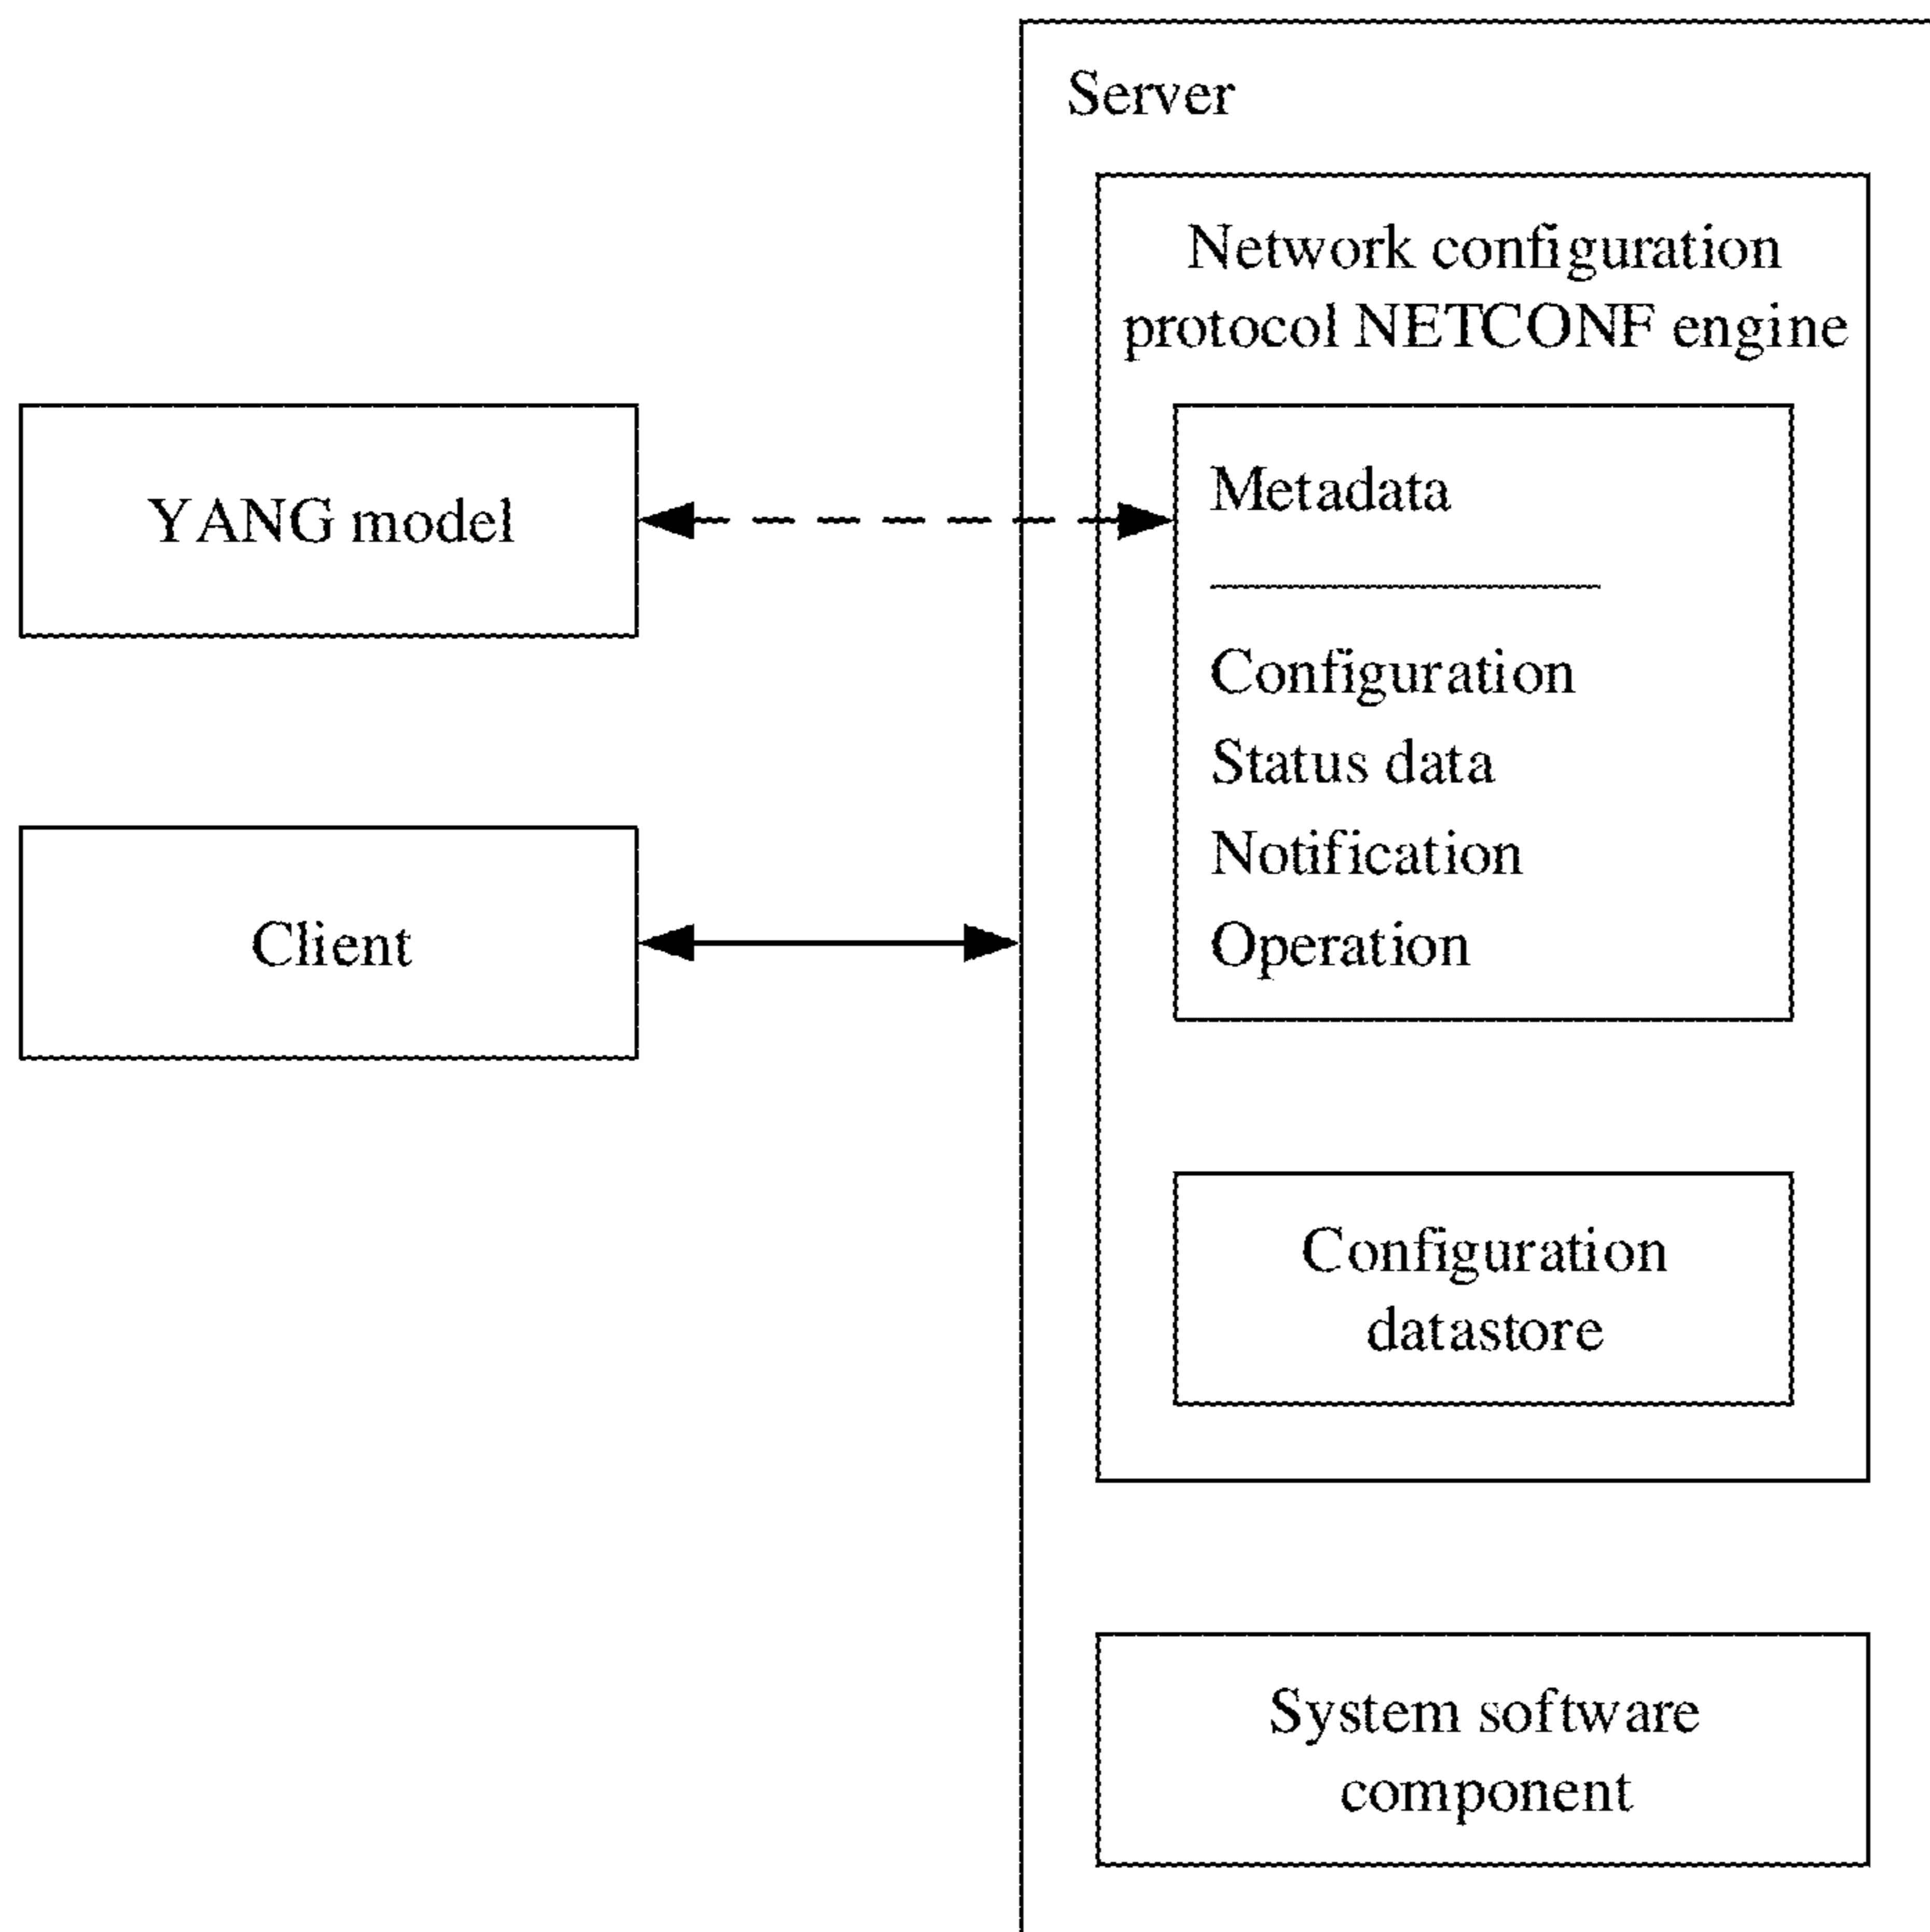 Server
Network configuration
protocol NETCONF engine
YANG model
Metadata
Configuration
Status data
Notification
Operation
Client
Configuration
datastore
System software
component